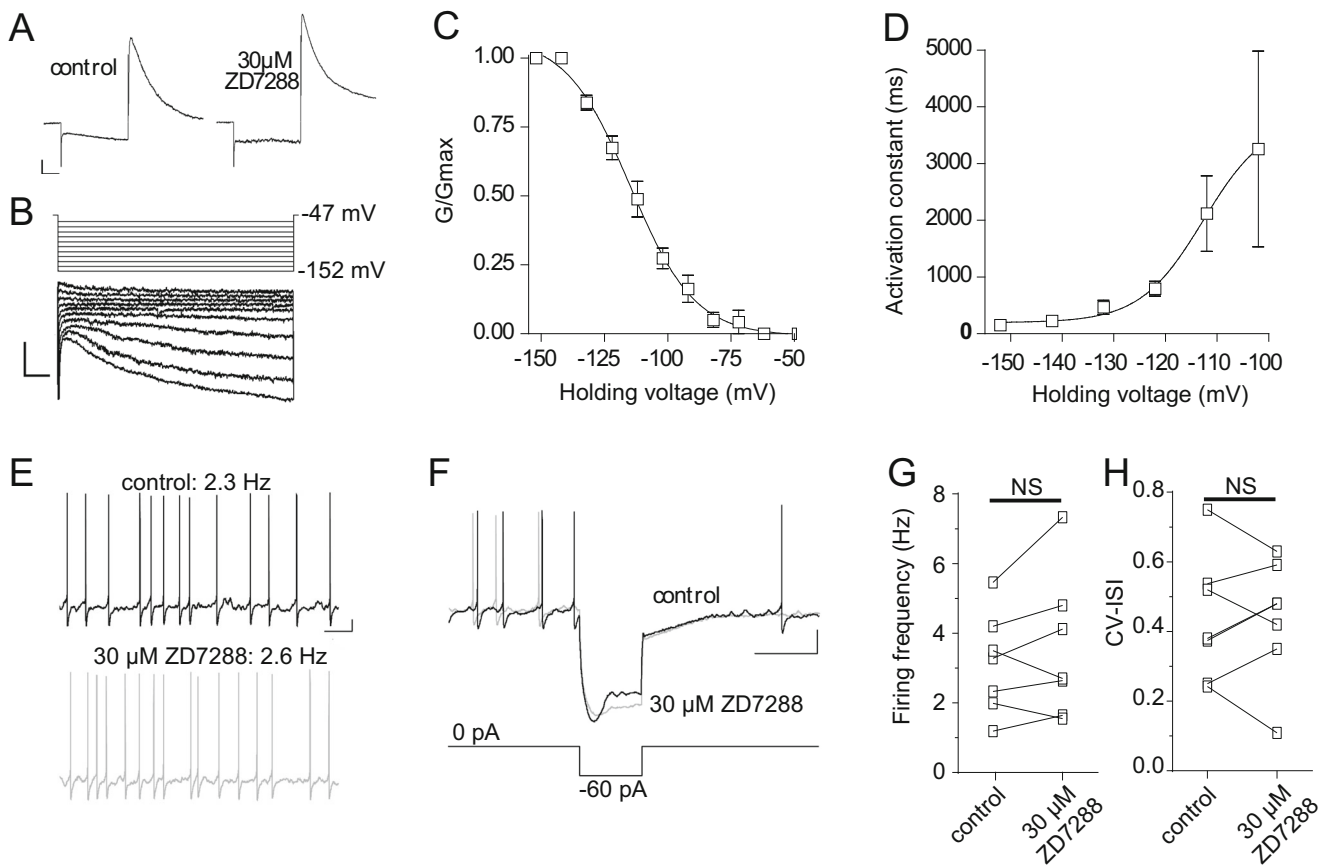 A
control
30µM
ZD7288
B
-47 mV
-152 mV
C
G/Gmax
1.00
0.75
0.50
0.25
0.00
-150
-125
-100
-75
-50
Holding voltage (mV)
D
Activation constant (ms)
5000
4000
3000
2000
1000
0
-150
-140
-130
-120
-110
-100
Holding voltage (mV)
E
control: 2.3 Hz
30 µM ZD7288: 2.6 Hz
F
control
30 µM ZD7288
0 pA
-60 pA
G
NS
Firing frequency (Hz)
8
6
4
2
0
control
30 µM
ZD7288
H
NS
CV-ISI
0.8
0.6
0.4
0.2
0.0
control
30 µM
ZD7288